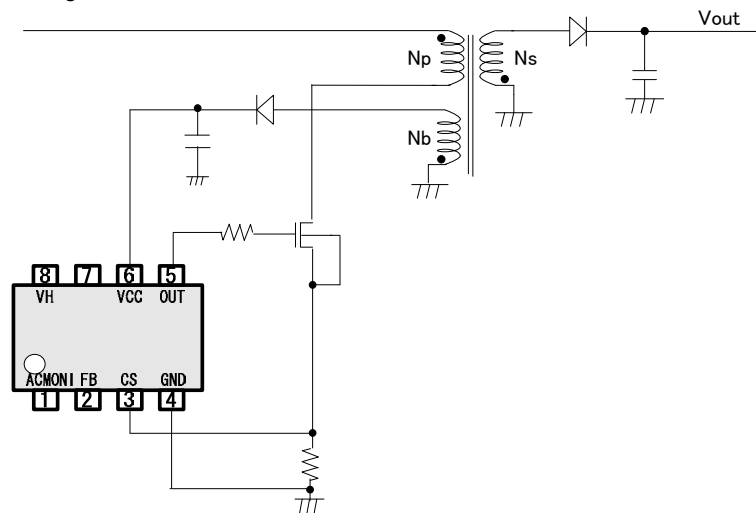 Vout
Np
Ns
Nb
8 7 6 5
VH VCC OUT
ACMONI FB CS GND
1 2 3 4